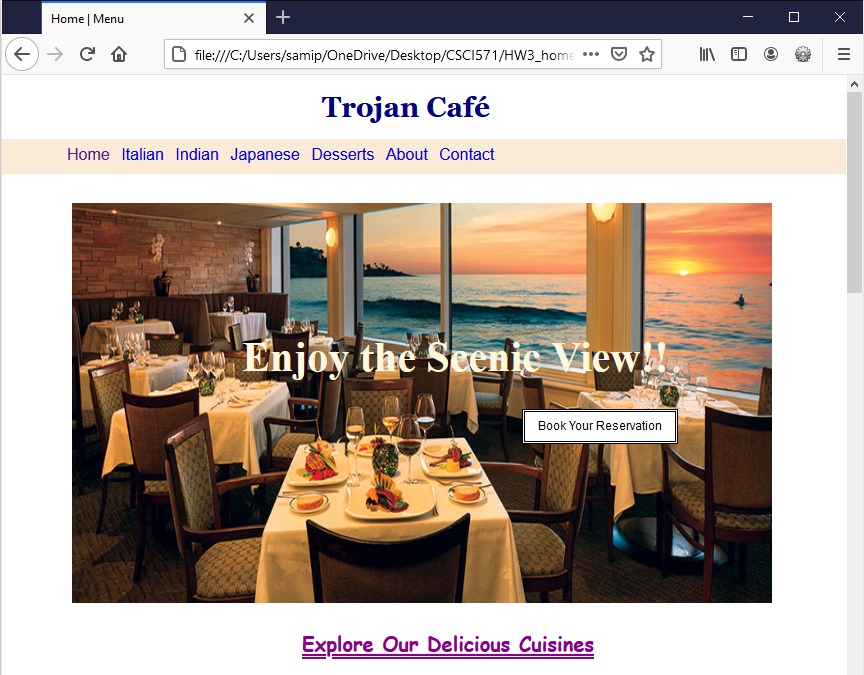 Home | Menu
file:///C:/Users/samip/OneDrive/Desktop/CSCI571/HW3_home
Trojan Café
Home Italian Indian Japanese Desserts About Contact
Enjoy the Scenic View!!
Book Your Reservation
Explore Our Delicious Cuisines